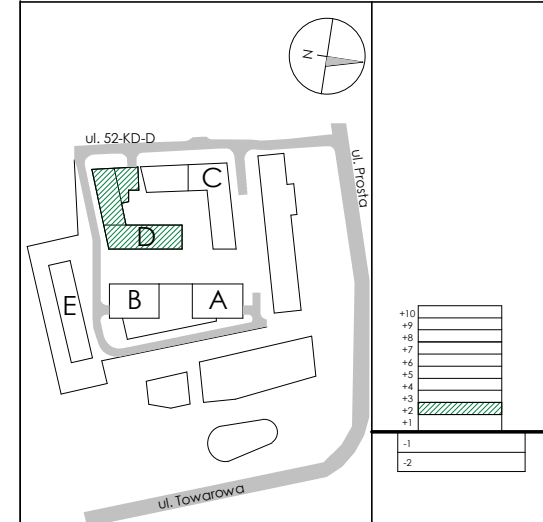 N
ul. 52-KD-D
ul. Prosta
C
D
E
B
A
ul. Towarowa
+10
+9
+8
+7
+6
+5
+4
+3
+2
+1
-1
-2